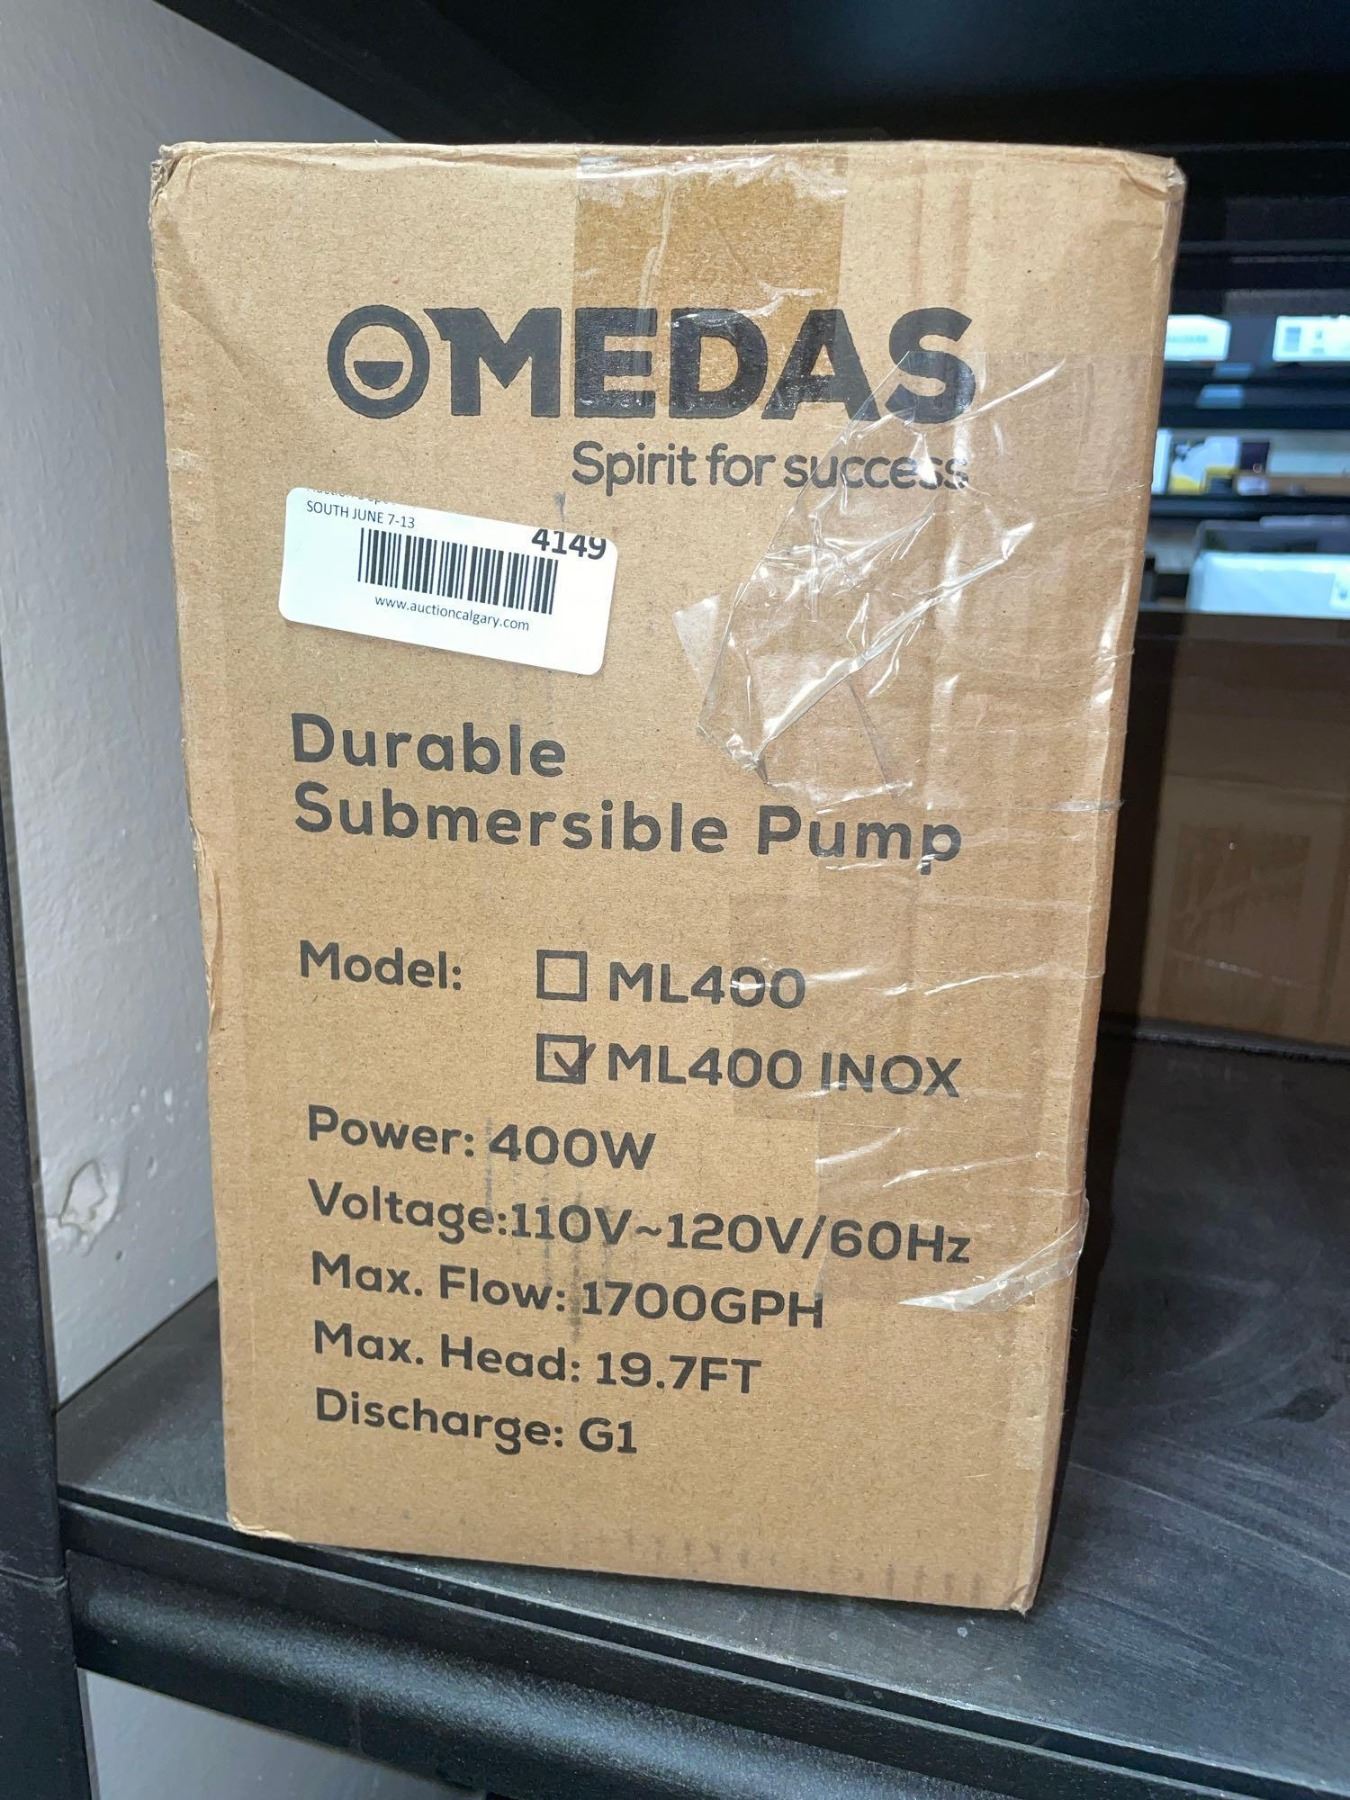 OMEDAS
Spirit for success
SOUTH JUNE 7-13
4149
www.auctioncalgary.com
Durable
Submersible Pump
Model: ML400
ML400 INOX
Power: 400W
Voltage:110V~120V/60Hz
Max. Flow: 1700GPH
Max. Head: 19.7FT
Discharge: G1